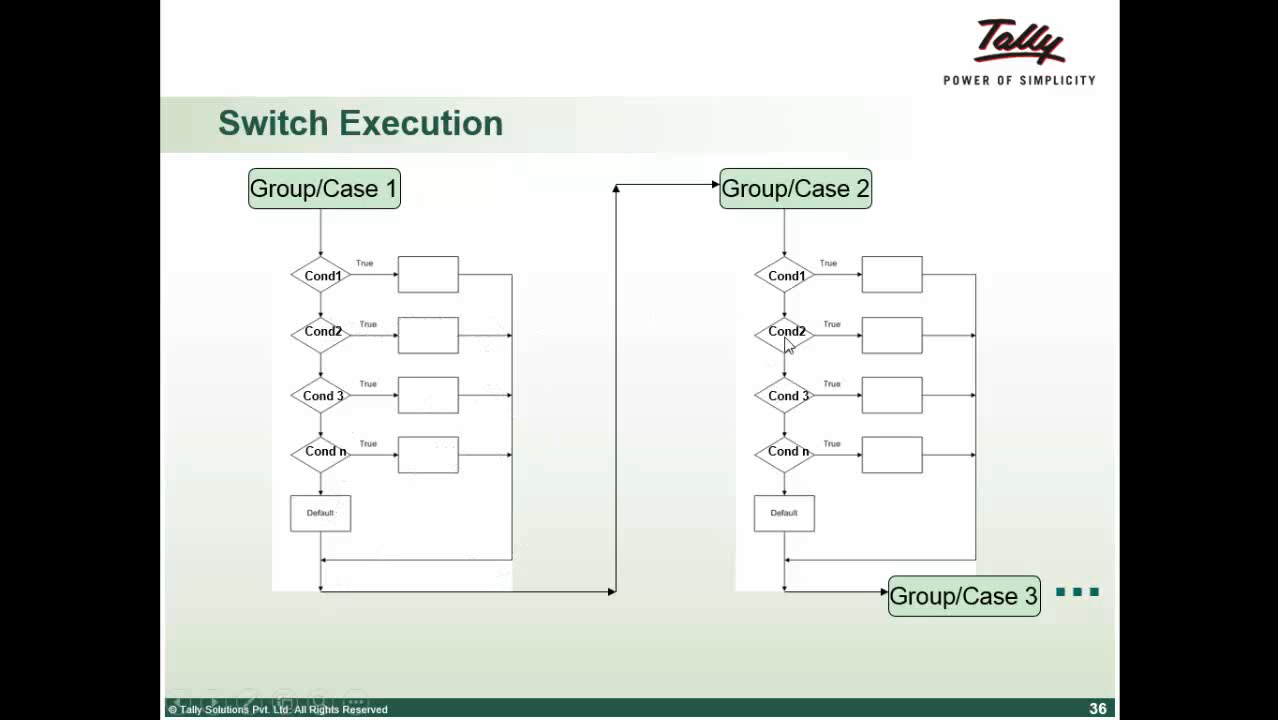 Tally
POWER OF SIMPLICITY
Switch Execution
Group/Case 1
Cond1
True
Cond2
True
Cond 3
True
Cond n
True
Default
Group/Case 2
Cond1
True
Cond2
True
Cond 3
True
Cond n
True
Default
Group/Case 3
© Tally Solutions Pvt. Ltd. All Rights Reserved
36